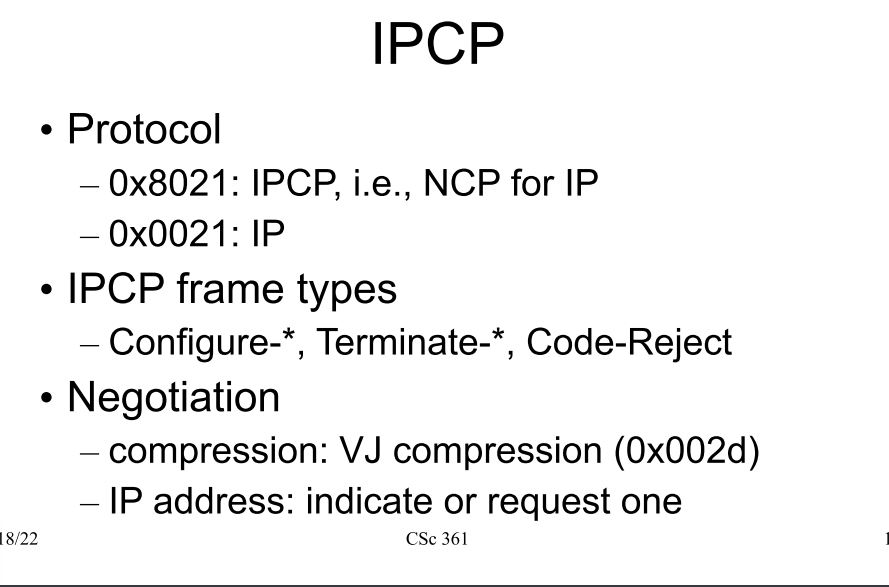 IPCP
• Protocol
– 0x8021: IPCP, i.e., NCP for IP
– 0x0021: IP
• IPCP frame types
– Configure-*, Terminate-*, Code-Reject
• Negotiation
– compression: VJ compression (0x002d)
– IP address: indicate or request one
18/22 CSc 361 1